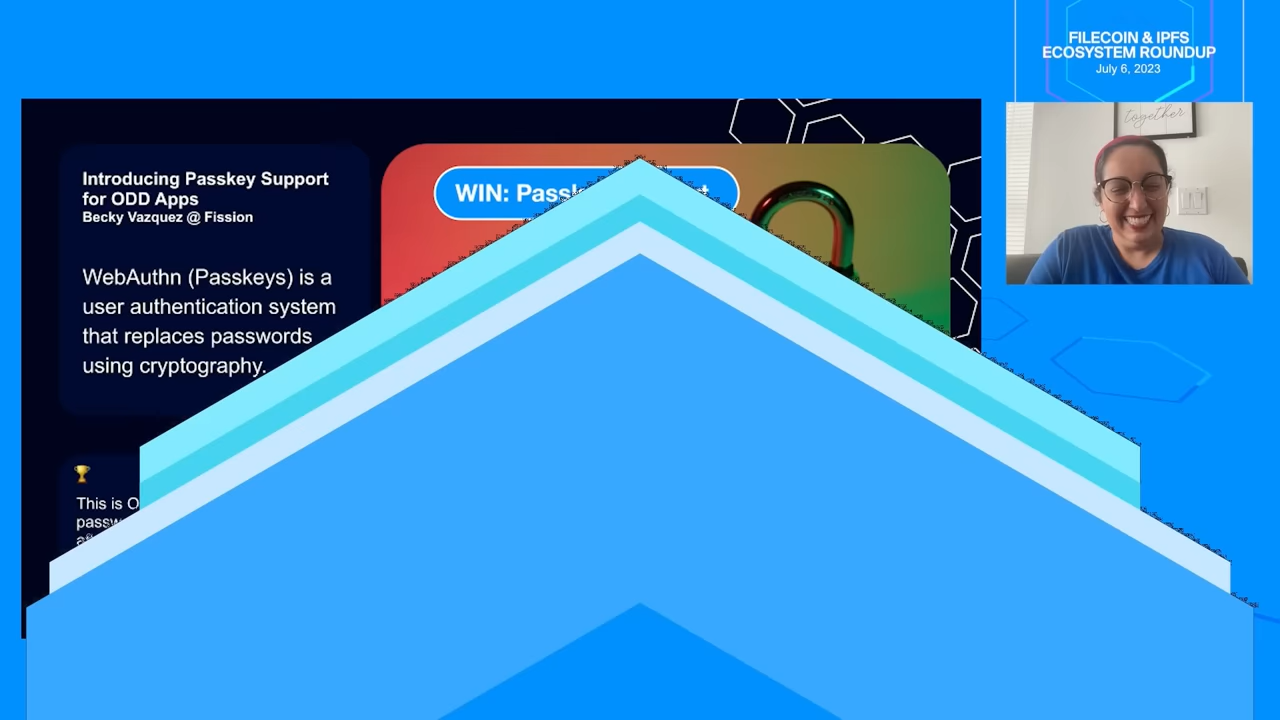 FILECOIN & IPFS
ECOSYSTEM ROUNDUP
July 6, 2023
together
Introducing Passkey Support
for ODD Apps
Becky Vazquez @ Fission
WebAuthn (Passkeys) is a
user authentication system
that replaces passwords
using cryptography.
WIN:
This is